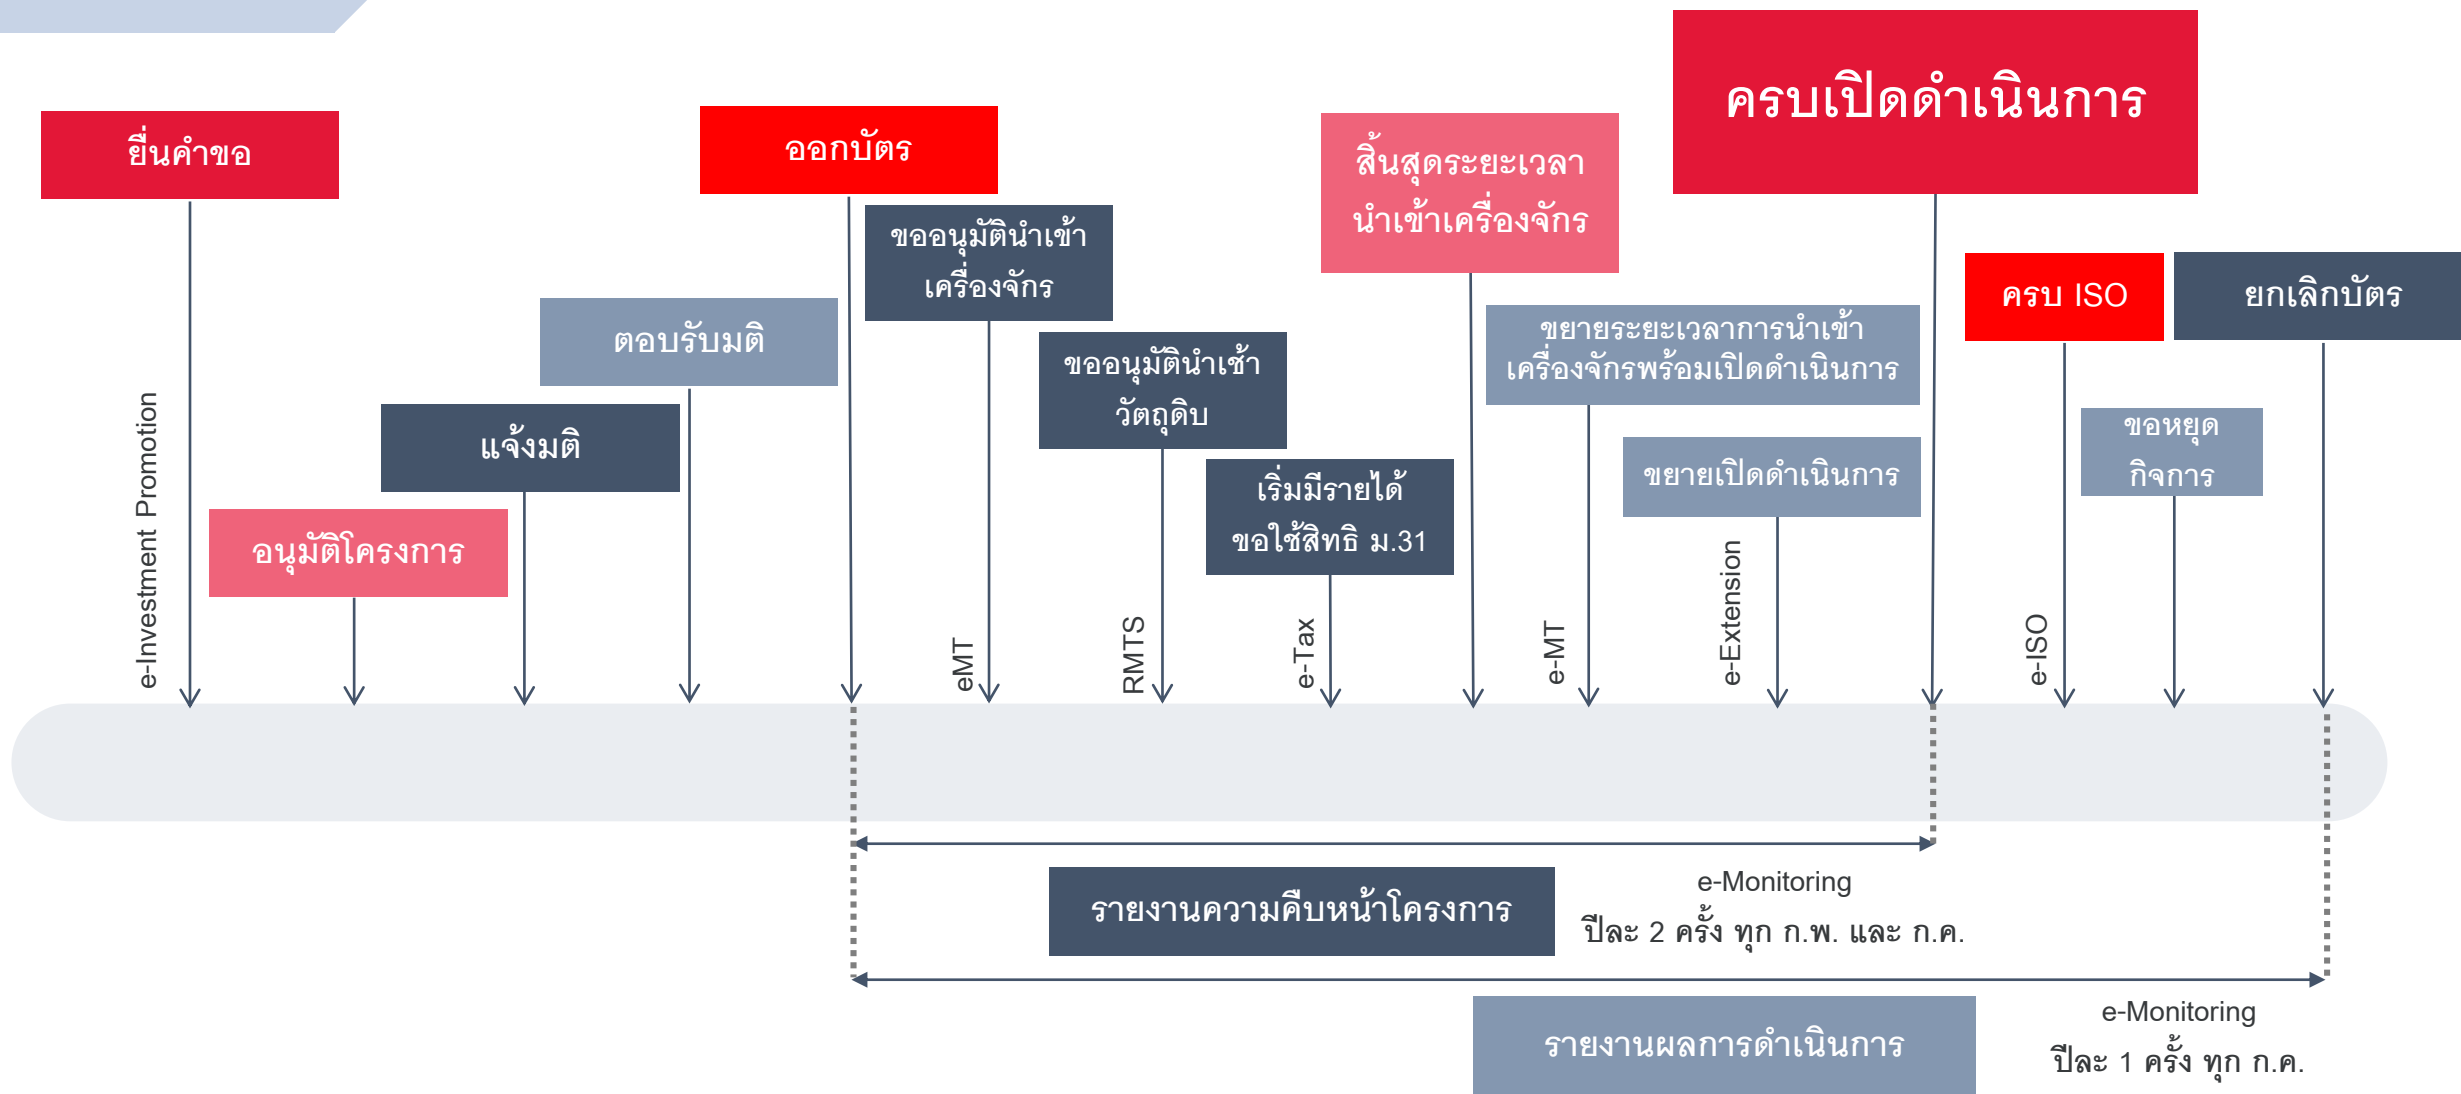 ยื่นคำขอ
e-Investment Promotion
อนุมัติโครงการ
แจ้งมติ
ตอบรับมติ
ออกบัตร
ขออนุมัตินำเข้า
เครื่องจักร
eMT
ขออนุมัตินำเช้า
วัตถุดิบ
RMTS
เริ่มมีรายได้
ขอใช้สิทธิ ม.31
e-Tax
สิ้นสุดระยะเวลา
นำเข้าเครื่องจักร
ขยายระยะเวลาการนำเข้า
เครื่องจักรพร้อมเปิดดำเนินการ
e-MT
ขยายเปิดดำเนินการ
e-Extension
ครบเปิดดำเนินการ
ครบ ISO
e-ISO
ขอหยุด
กิจการ
ยกเลิกบัตร
รายงานความคืบหน้าโครงการ
e-Monitoring
ปีละ 2 ครั้ง ทุก ก.พ. และ ก.ค.
รายงานผลการดำเนินการ
e-Monitoring
ปีละ 1 ครั้ง ทุก ก.ค.